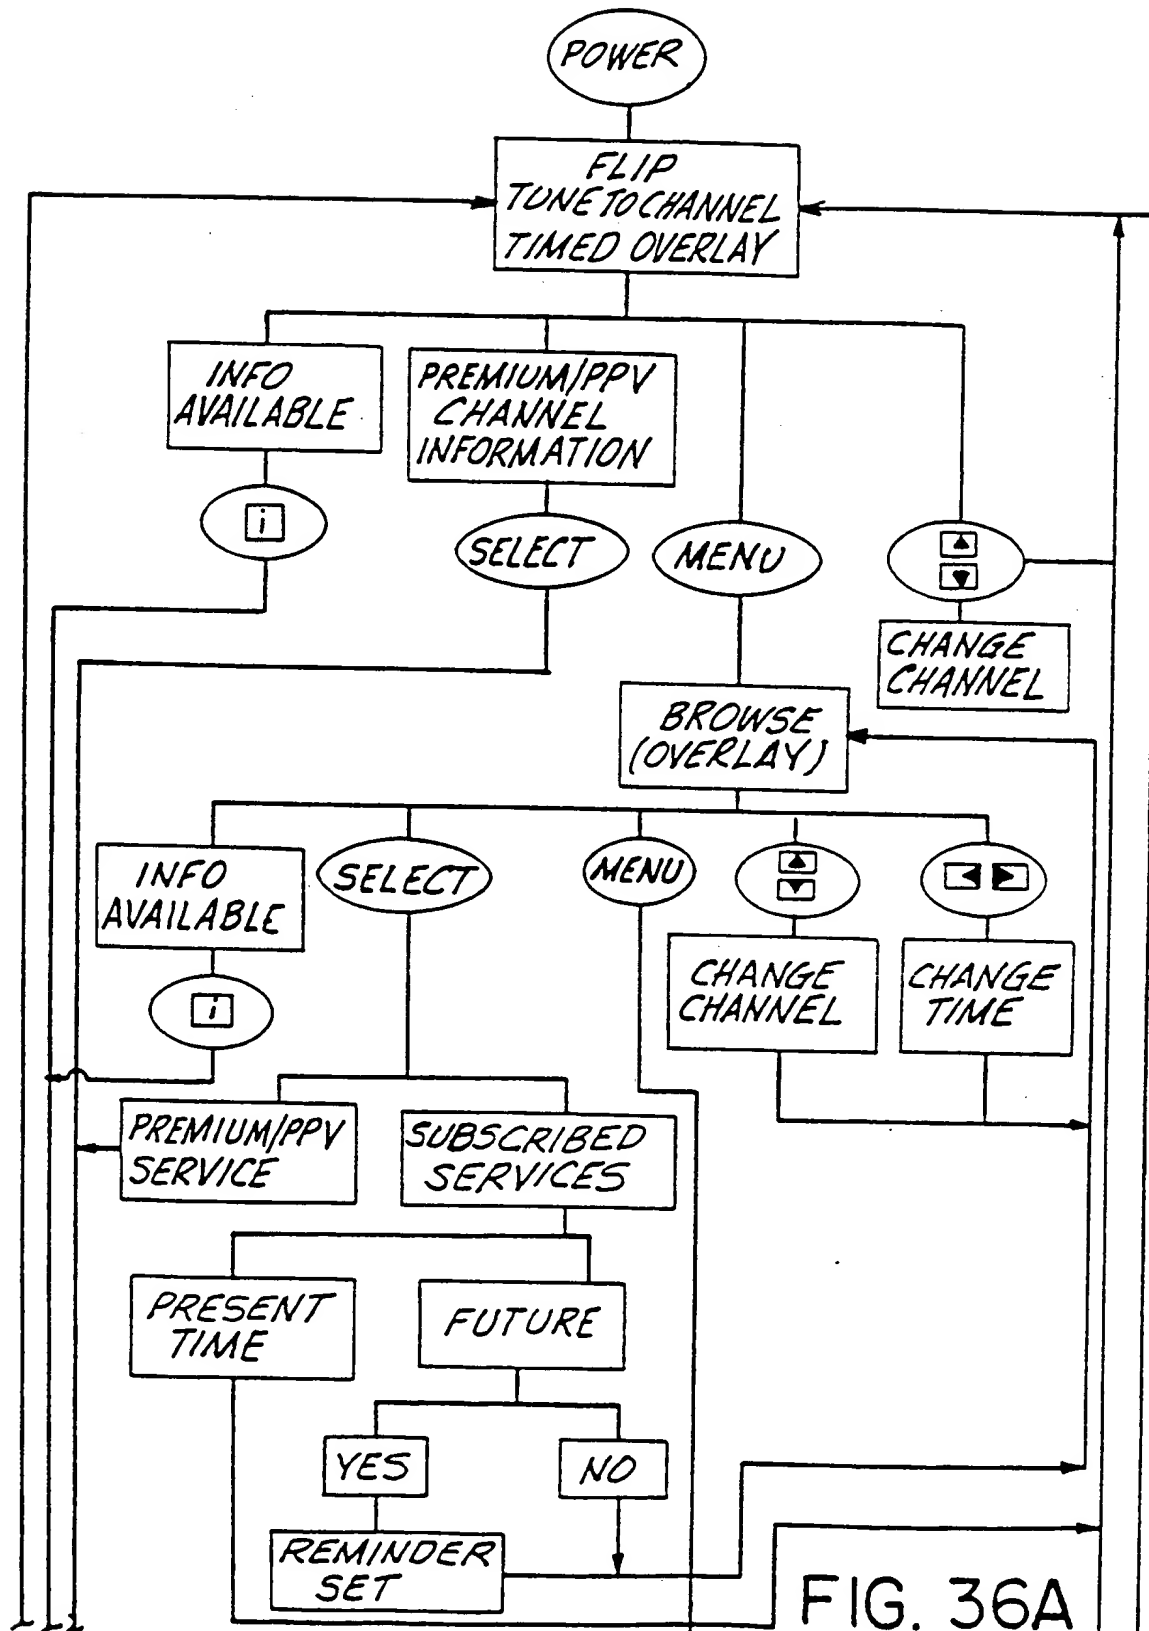 POWER
FLIP
TUNE TO CHANNEL
TIMED OVERLAY
INFO
AVAILABLE
PREMIUM/PPV
CHANNEL
INFORMATION
i
SELECT
MENU
CHANGE
CHANNEL
BROWSE
(OVERLAY)
INFO
AVAILABLE
SELECT
MENU
i
CHANGE
CHANNEL
CHANGE
TIME
PREMIUM/PPV
SERVICE
SUBSCRIBED
SERVICES
PRESENT
TIME
FUTURE
YES
NO
REMINDER
SET
FIG. 36A